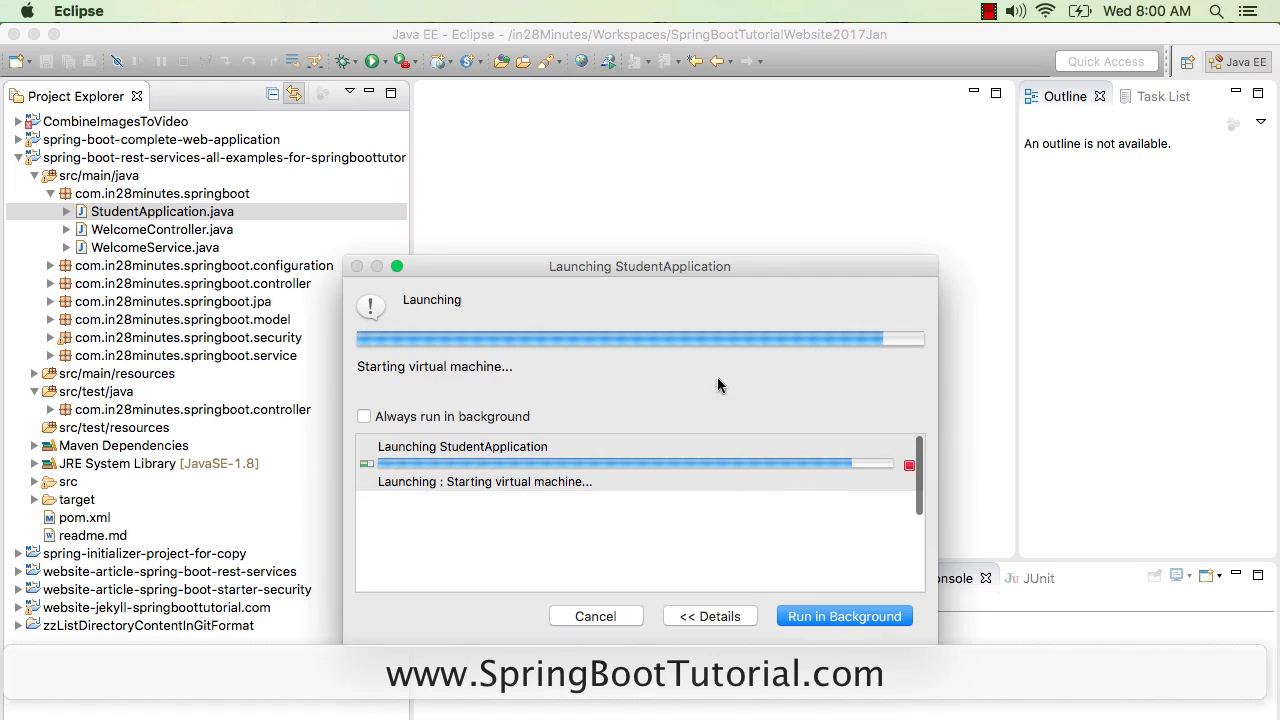 Eclipse
Wed 8:00 AM
Java EE - Eclipse - /in28Minutes/Workspaces/SpringBootTutorialWebsite2017Jan
Quick Access
Java EE
Project Explorer
Outline
Task List
CombineImagesToVideo
An outline is not available.
spring-boot-complete-web-application
spring-boot-rest-services-all-examples-for-springboottutor
src/main/java
com.in28minutes.springboot
StudentApplication.java
WelcomeController.java
WelcomeService.java
com.in28minutes.springboot.configuration
com.in28minutes.springboot.controller
com.in28minutes.springboot.jpa
com.in28minutes.springboot.model
com.in28minutes.springboot.security
com.in28minutes.springboot.service
src/main/resources
src/test/java
com.in28minutes.springboot.controller
src/test/resources
Maven Dependencies
JRE System Library [JavaSE-1.8]
src
target
pom.xml
readme.md
spring-initializer-project-for-copy
website-article-spring-boot-rest-services
website-article-spring-boot-starter-security
website-jekyll-springboottutorial.com
zzListDirectoryContentInGitFormat
Launching StudentApplication
Launching
Starting virtual machine...
Always run in background
Launching StudentApplication
Launching : Starting virtual machine...
Cancel
<< Details
Run in Background
onsole
JUnit
www.SpringBootTutorial.com